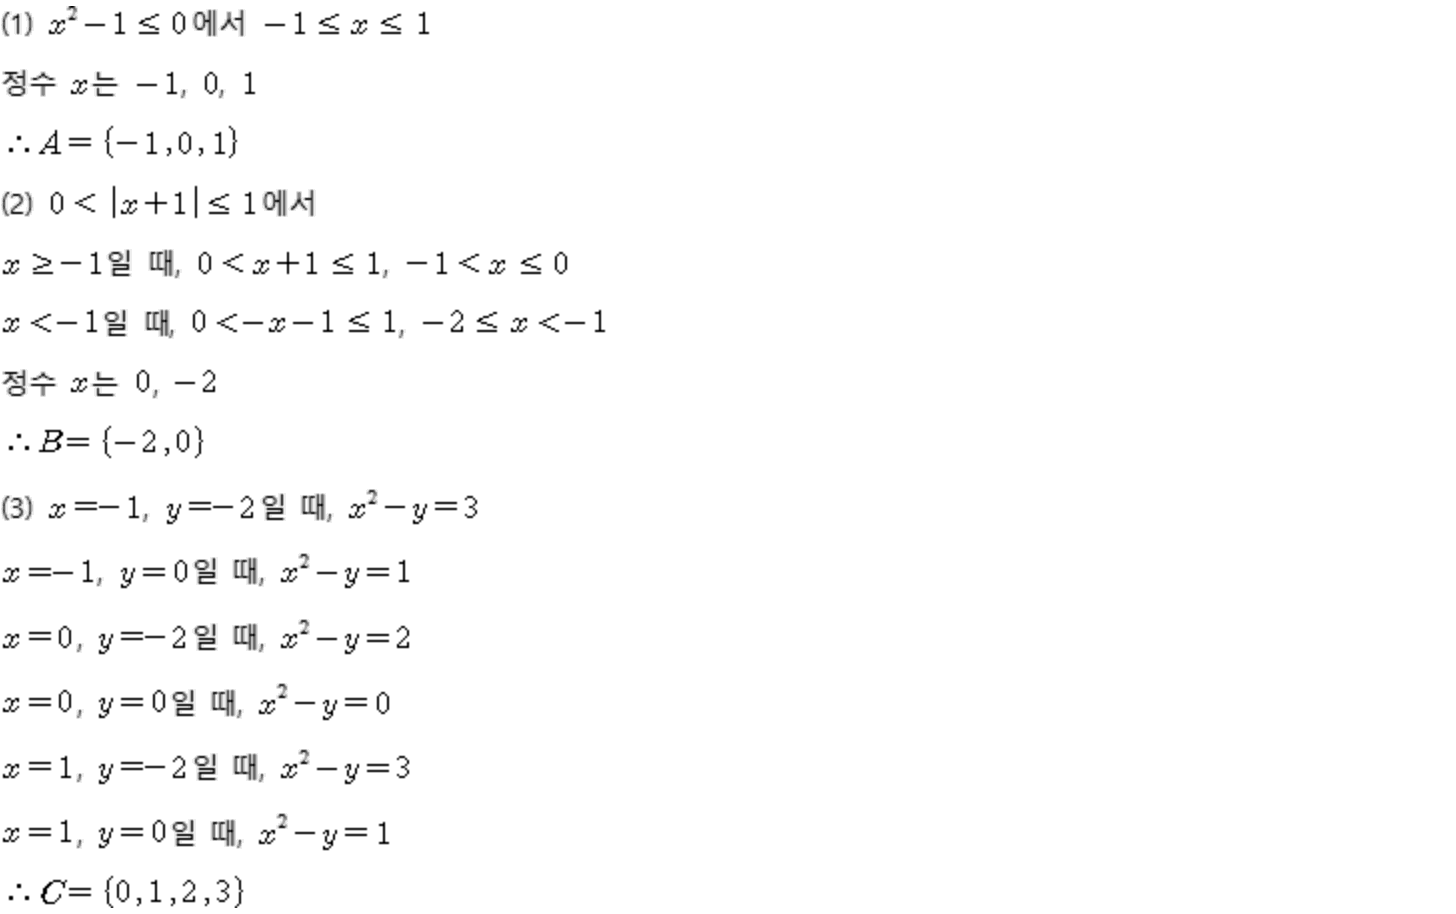 (1) x²−1 ≤ 0에서 −1 ≤ x ≤ 1
정수 x는 −1, 0, 1
∴ A = {−1, 0, 1}
(2) 0 < |x+1| ≤ 1에서
x ≥ −1일 때, 0 < x+1 ≤ 1, −1 < x ≤ 0
x < −1일 때, 0 < −x−1 ≤ 1, −2 ≤ x < −1
정수 x는 0, −2
∴ B = {−2, 0}
(3) x = −1, y = −2일 때, x²−y = 3
x = −1, y = 0일 때, x²−y = 1
x = 0, y = −2일 때, x²−y = 2
x = 0, y = 0일 때, x²−y = 0
x = 1, y = −2일 때, x²−y = 3
x = 1, y = 0일 때, x²−y = 1
∴ C = {0, 1, 2, 3}